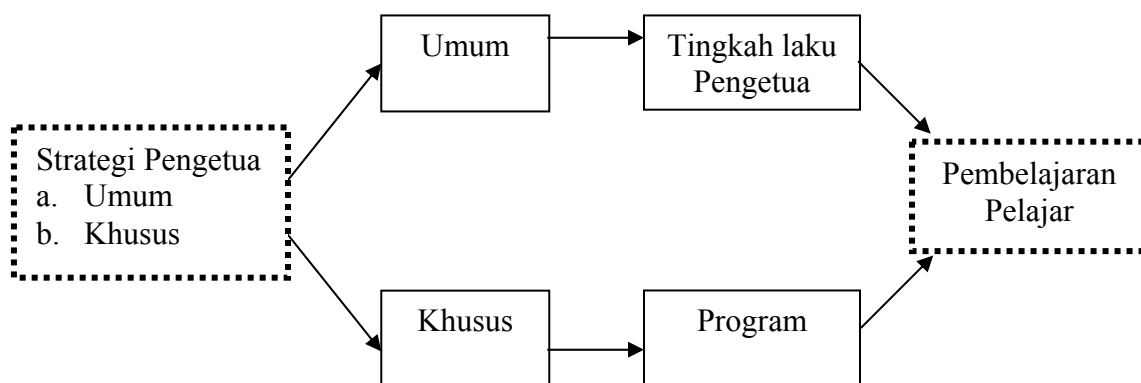 Umum
Tingkah laku
Pengetua
Strategi Pengetua
a. Umum
b. Khusus
Pembelajaran
Pelajar
Khusus
Program